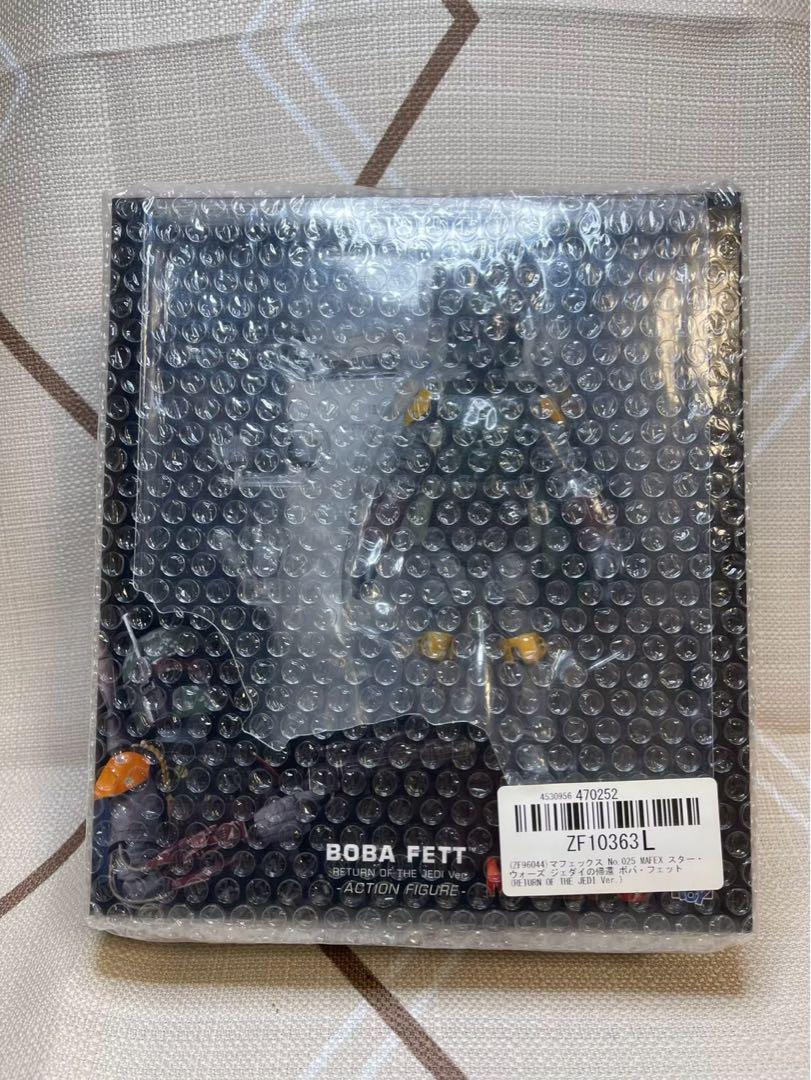 BOBA FETT™
RETURN OF THE JEDI Ver.
-ACTION FIGURE-
4530956 470252
ZF10363L
(ZF96044)マフェックス No.025 MAFEX スター・
ウォーズ ジェダイの帰還 ボバ・フェット
(RETURN OF THE JEDI Ver.)